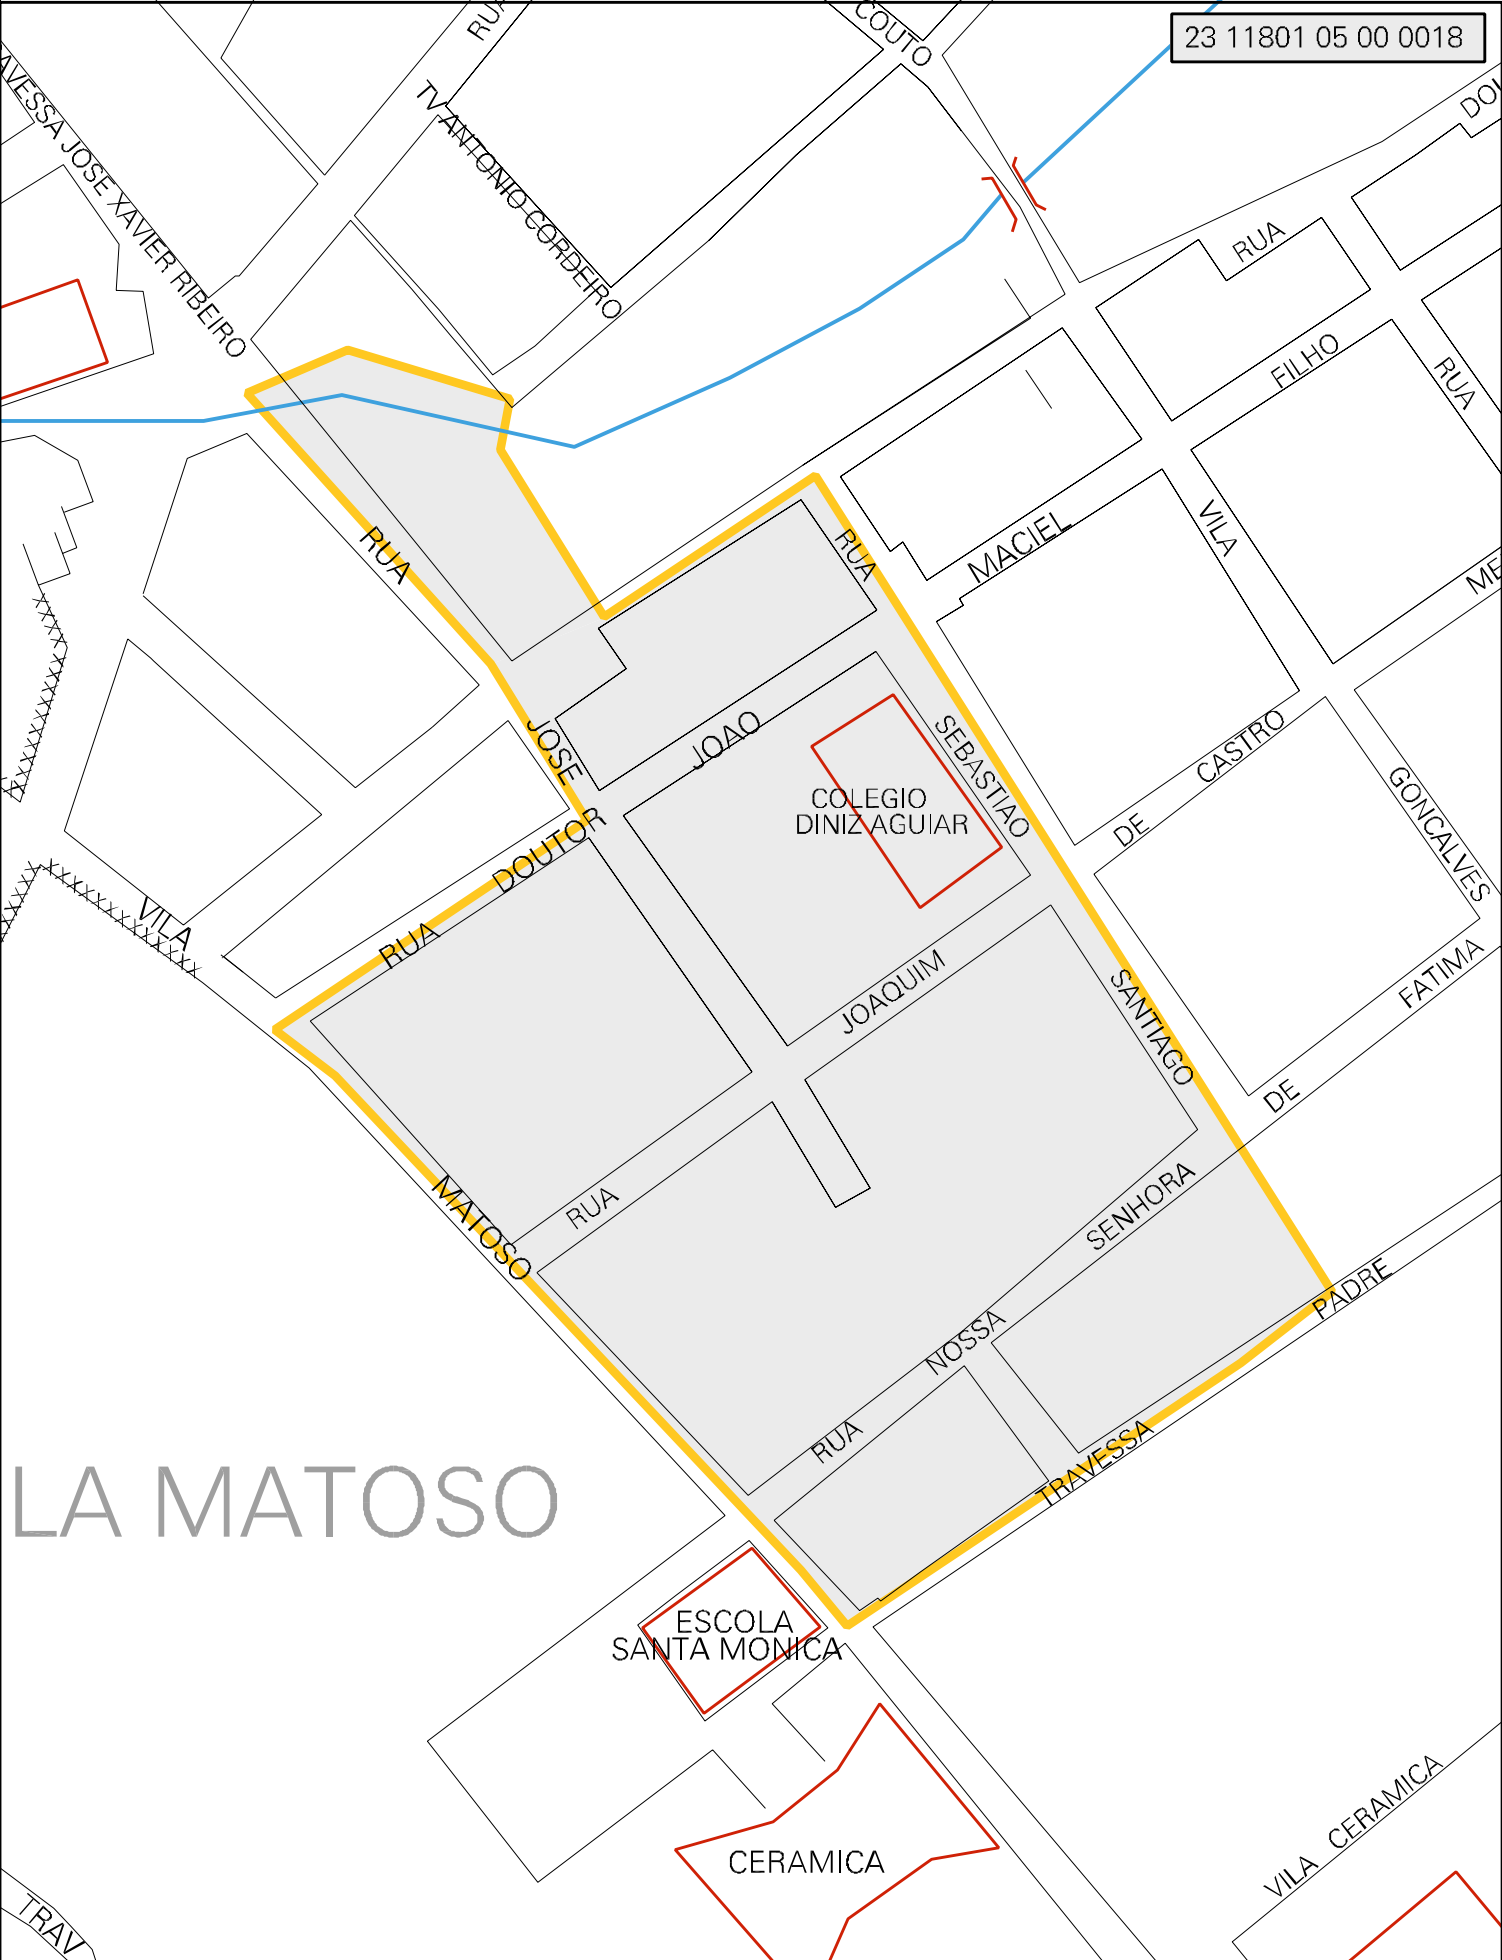 23 11801 05 00 0018
RUA
COUTO
AVESSA JOSE XAVIER RIBEIRO
TV ANTONIO CORDEIRO
DOU
RUA
FILHO
RUA
RUA
RUA
MACIEL
VILA
ME
JOSE
JOAO
SEBASTIAO
CASTRO
DE
GONCALVES
COLEGIO
DINIZ AGUIAR
DOUTOR
RUA
VILA
JOAQUIM
SANTIAGO
FATIMA
DE
MATOSO
RUA
SENHORA
NOSSA
RUA
PADRE
TRAVESSA
LA MATOSO
ESCOLA
SANTA MONICA
CERAMICA
VILA CERAMICA
TRAV